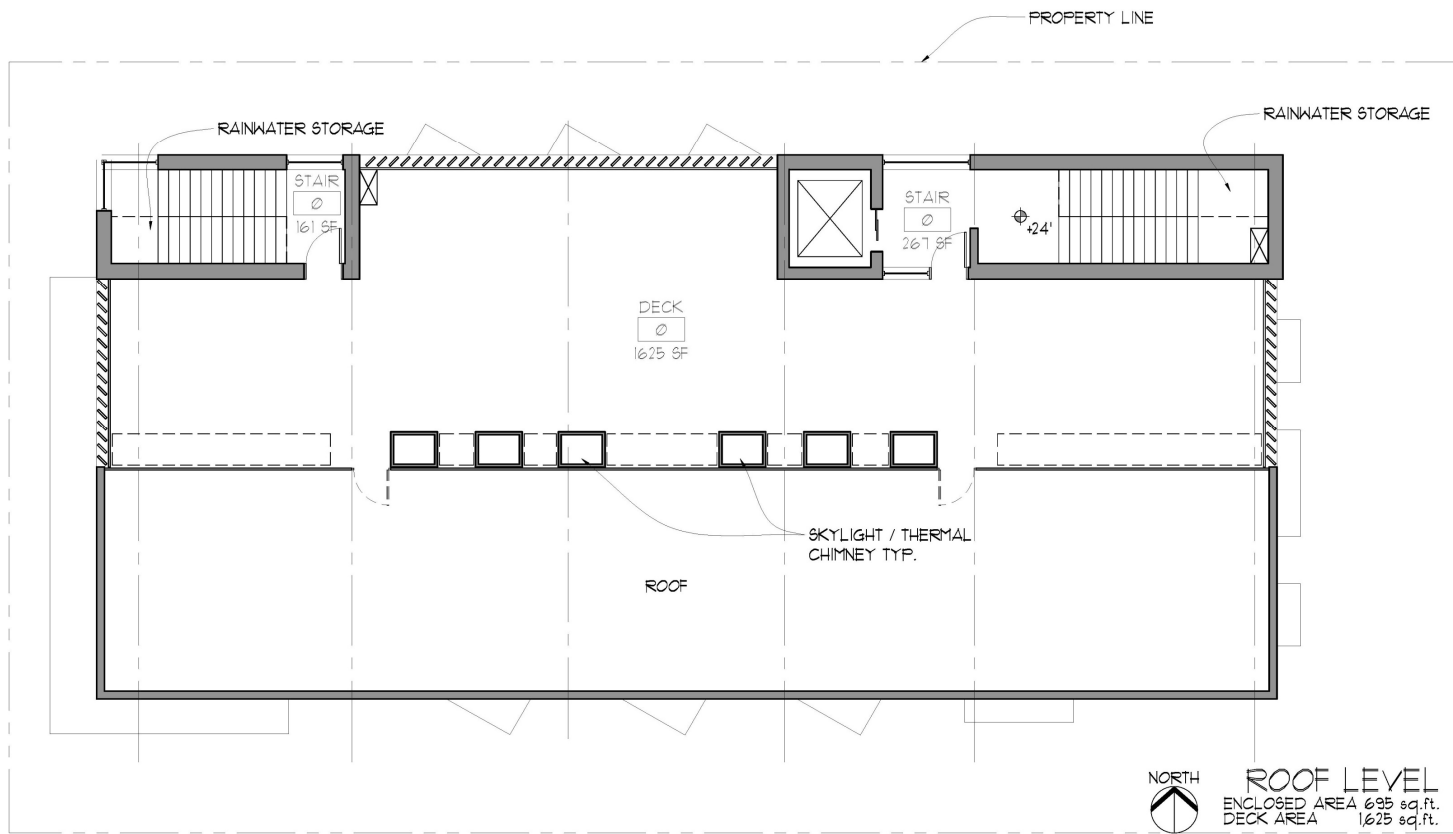 PROPERTY LINE
RAINWATER STORAGE
RAINWATER STORAGE
STAIR
Ø
161 SF
STAIR
Ø
267 SF
+24'
DECK
Ø
1625 SF
SKYLIGHT / THERMAL
CHIMNEY TYP.
ROOF
NORTH
ROOF LEVEL
ENCLOSED AREA 695 sq.ft.
DECK AREA 1,625 sq.ft.